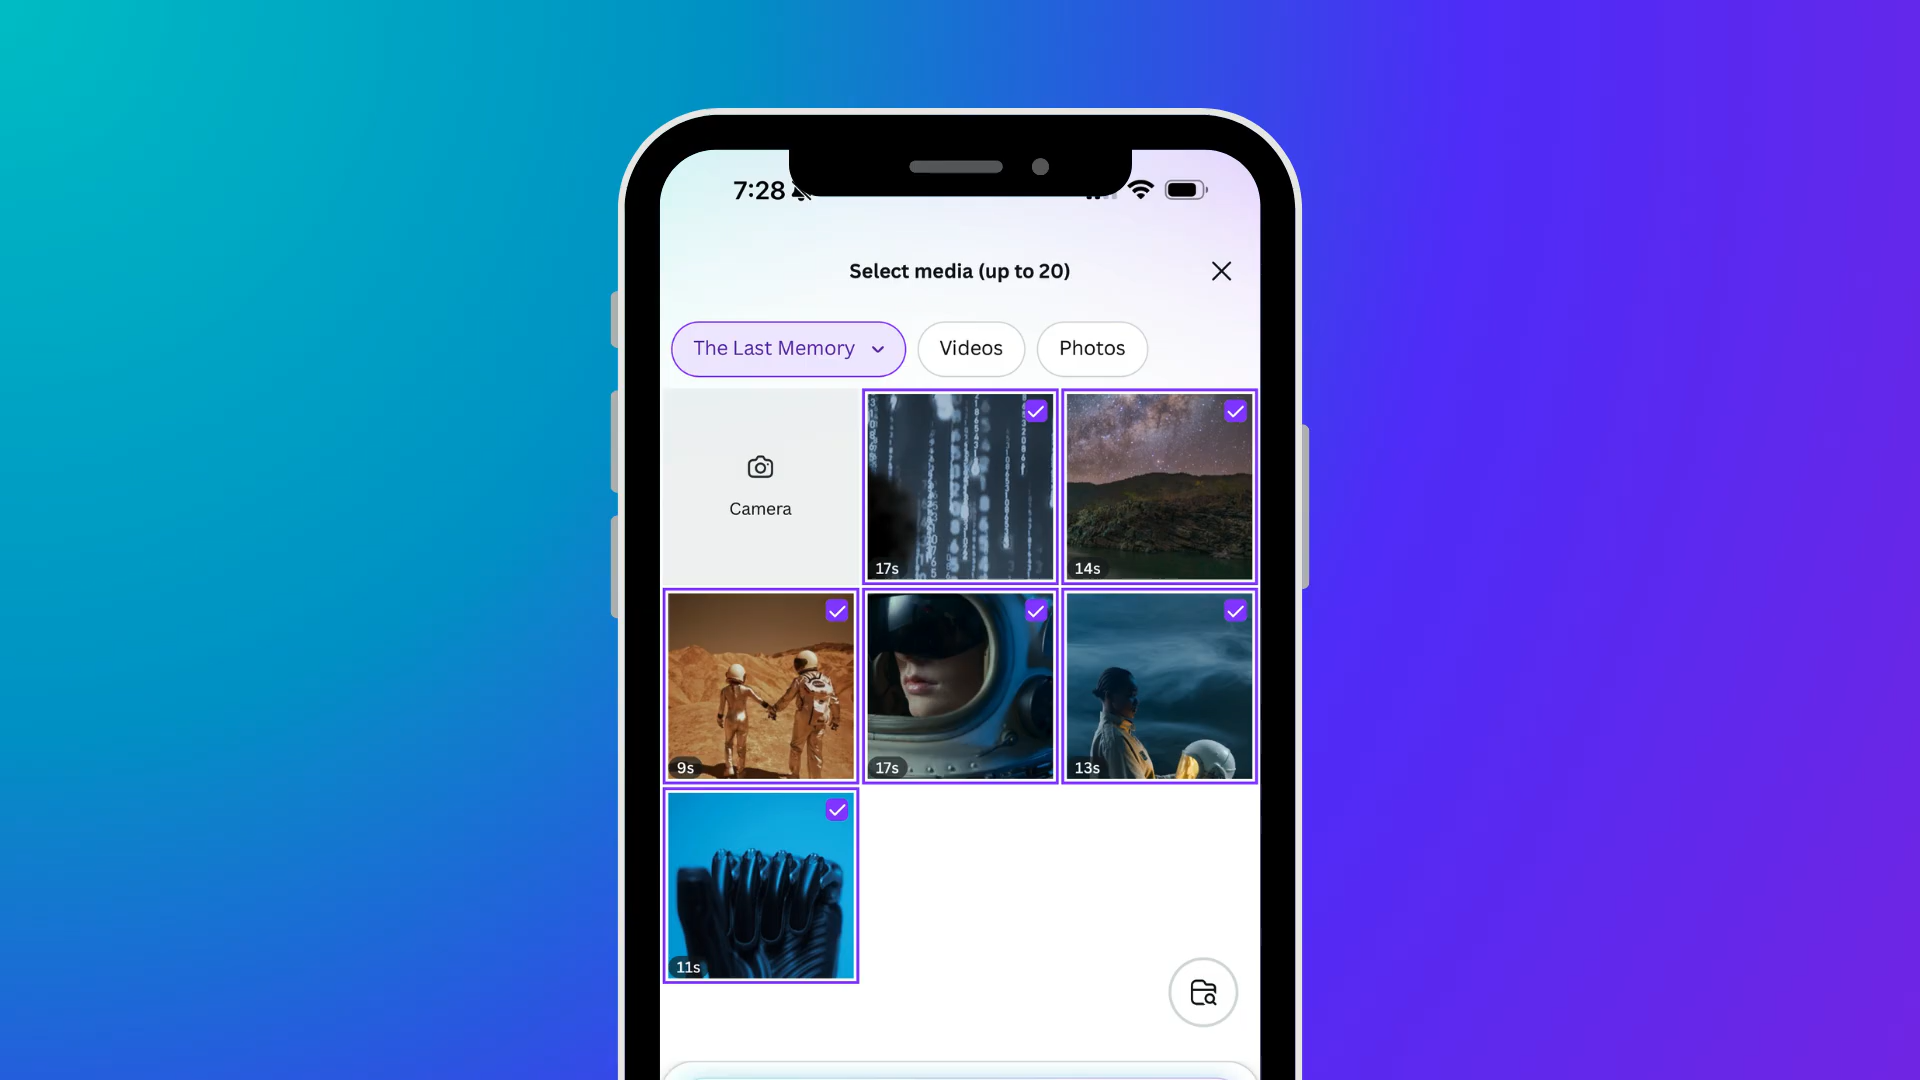 7:28
Select media (up to 20)
The Last Memory
Videos
Photos
Camera
17s
14s
9s
17s
13s
11s